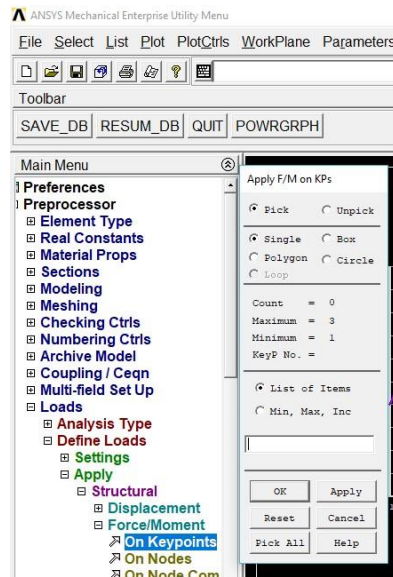 ANSYS Mechanical Enterprise Utility Menu
File Select List Plot PlotCtrls WorkPlane Parameters
Toolbar
SAVE_DB RESUM_DB QUIT POWRGRPH
Main Menu
Preferences
Preprocessor
Element Type
Real Constants
Material Props
Sections
Modeling
Meshing
Checking Ctrls
Numbering Ctrls
Archive Model
Coupling / Ceqn
Multi-field Set Up
Loads
Analysis Type
Define Loads
Settings
Apply
Structural
Displacement
Force/Moment
On Keypoints
On Nodes
On Node Com
Apply F/M on KPs
Pick Unpick
Single Box
Polygon Circle
Loop
Count = 0
Maximum = 3
Minimum = 1
KeyP No. =
List of Items
Min, Max, Inc
OK Apply
Reset Cancel
Pick All Help